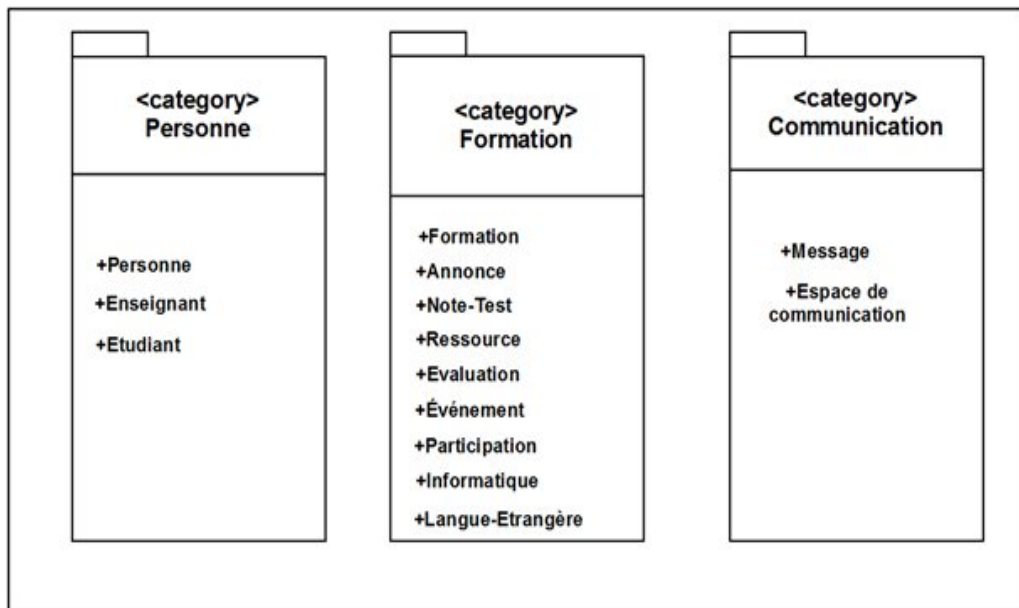 <category>
Personne
+Personne
+Enseignant
+Etudiant
<category>
Formation
+Formation
+Annonce
+Note-Test
+Ressource
+Evaluation
+Événement
+Participation
+Informatique
+Langue-Etrangère
<category>
Communication
+Message
+Espace de
communication